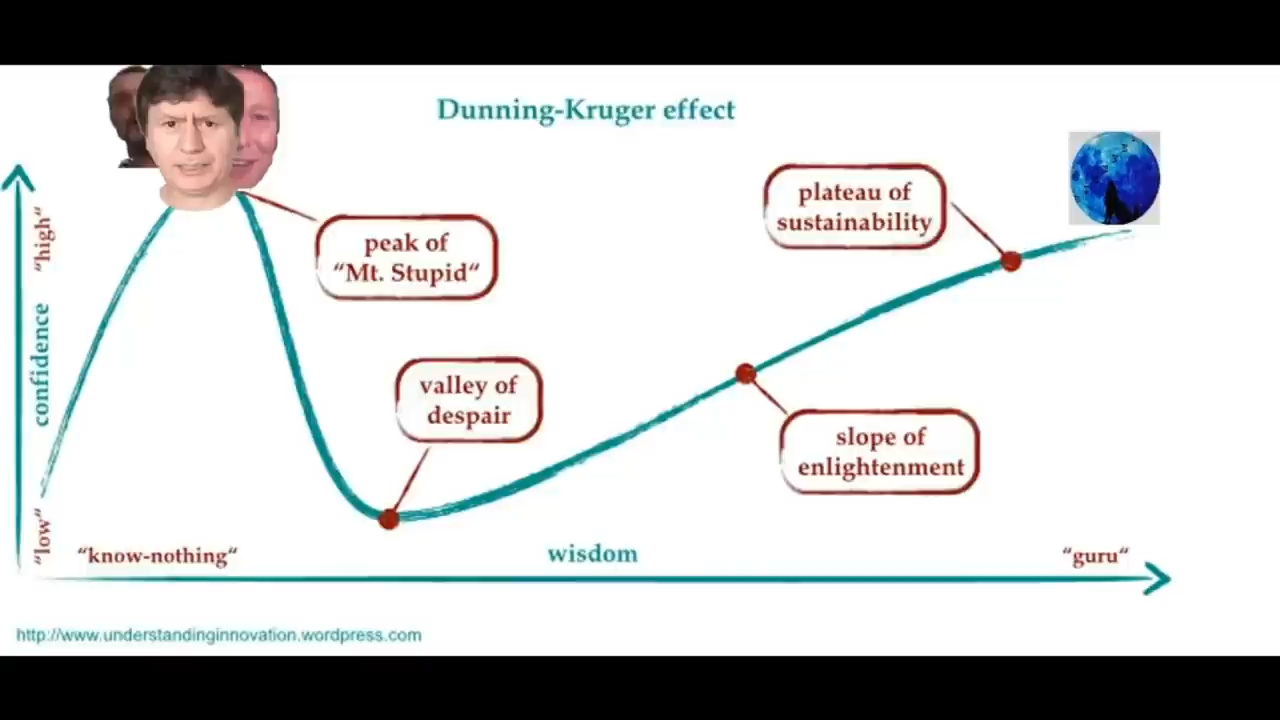 Dunning-Kruger effect
peak of
“Mt. Stupid“
plateau of
sustainability
valley of
despair
slope of
enlightenment
“high“
confidence
“low“
“know-nothing“
wisdom
“guru“
http://www.understandinginnovation.wordpress.com